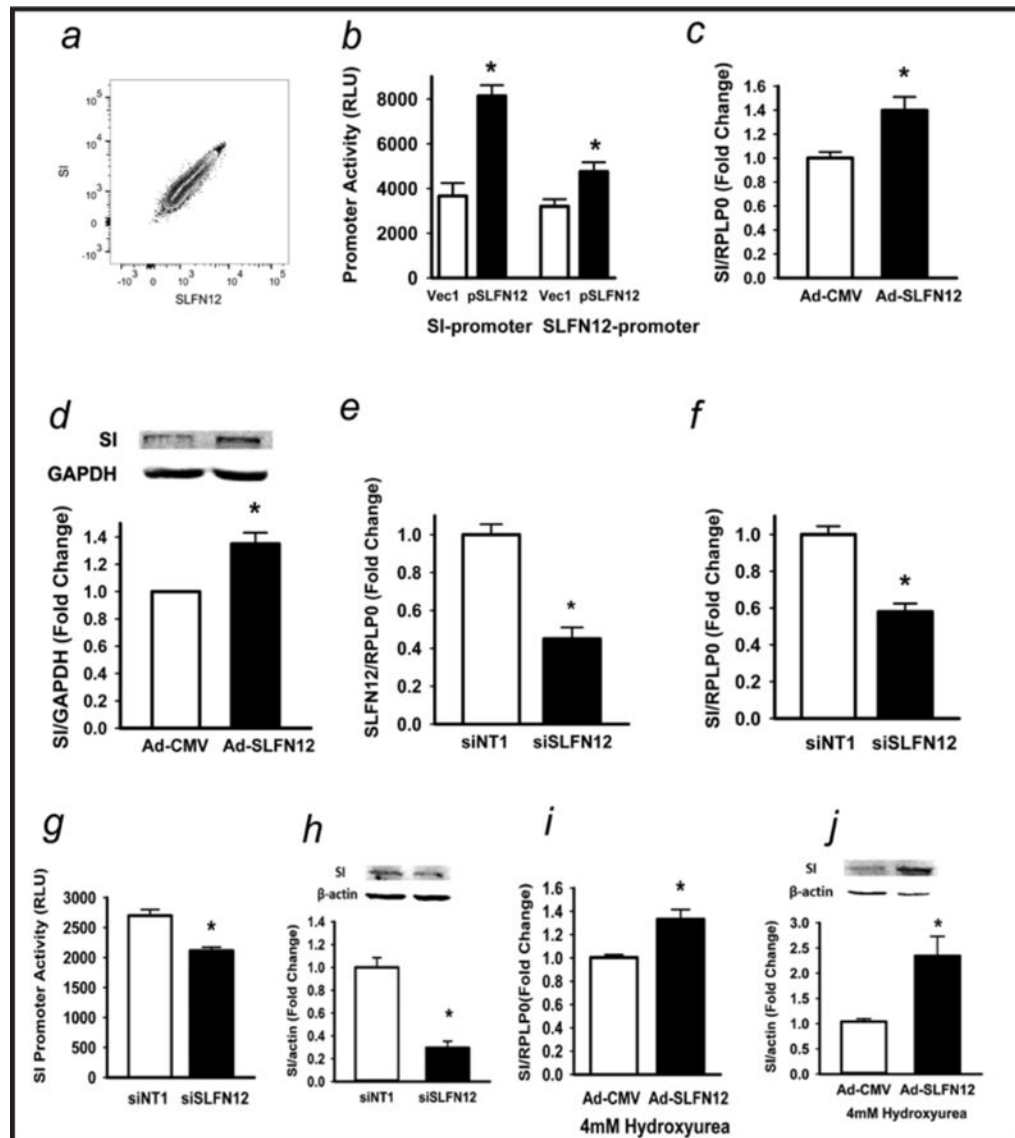 a
SI
10^5
10^4
10^3
0
-10^3
-10^3 0 10^3 10^4 10^5
SLFN12
b
Promoter Activity (RLU)
8000
6000
4000
2000
0
*
*
Vec1 pSLFN12 Vec1 pSLFN12
SI-promoter SLFN12-promoter
c
SI/RPLP0 (Fold Change)
1.6
1.4
1.2
1.0
0.8
0.6
0.4
0.2
0.0
*
Ad-CMV Ad-SLFN12
d
SI
GAPDH
SI/GAPDH (Fold Change)
1.4
1.2
1.0
0.8
0.6
0.4
0.2
0.0
*
Ad-CMV Ad-SLFN12
e
SLFN12/RPLP0 (Fold Change)
1.0
0.8
0.6
0.4
0.2
0.0
*
siNT1 siSLFN12
f
SI/RPLP0 (Fold Change)
1.0
0.8
0.6
0.4
0.2
0.0
*
siNT1 siSLFN12
g
SI Promoter Activity (RLU)
3000
2700
2400
2100
1800
1500
1200
900
500
0
*
siNT1 siSLFN12
h
SI
β-actin
SI/actin (Fold Change)
1.4
1.2
1.0
0.8
0.6
0.4
0.2
0.0
*
siNT1 siSLFN12
i
SI/RPLP0(Fold Change)
1.6
1.4
1.2
1.0
0.8
0.6
0.4
0.2
0.0
*
Ad-CMV Ad-SLFN12
4mM Hydroxyurea
j
SI
β-actin
SI/actin (Fold Change)
3.0
2.5
2.0
1.5
1.0
0.5
0.0
*
Ad-CMV Ad-SLFN12
4mM Hydroxyurea